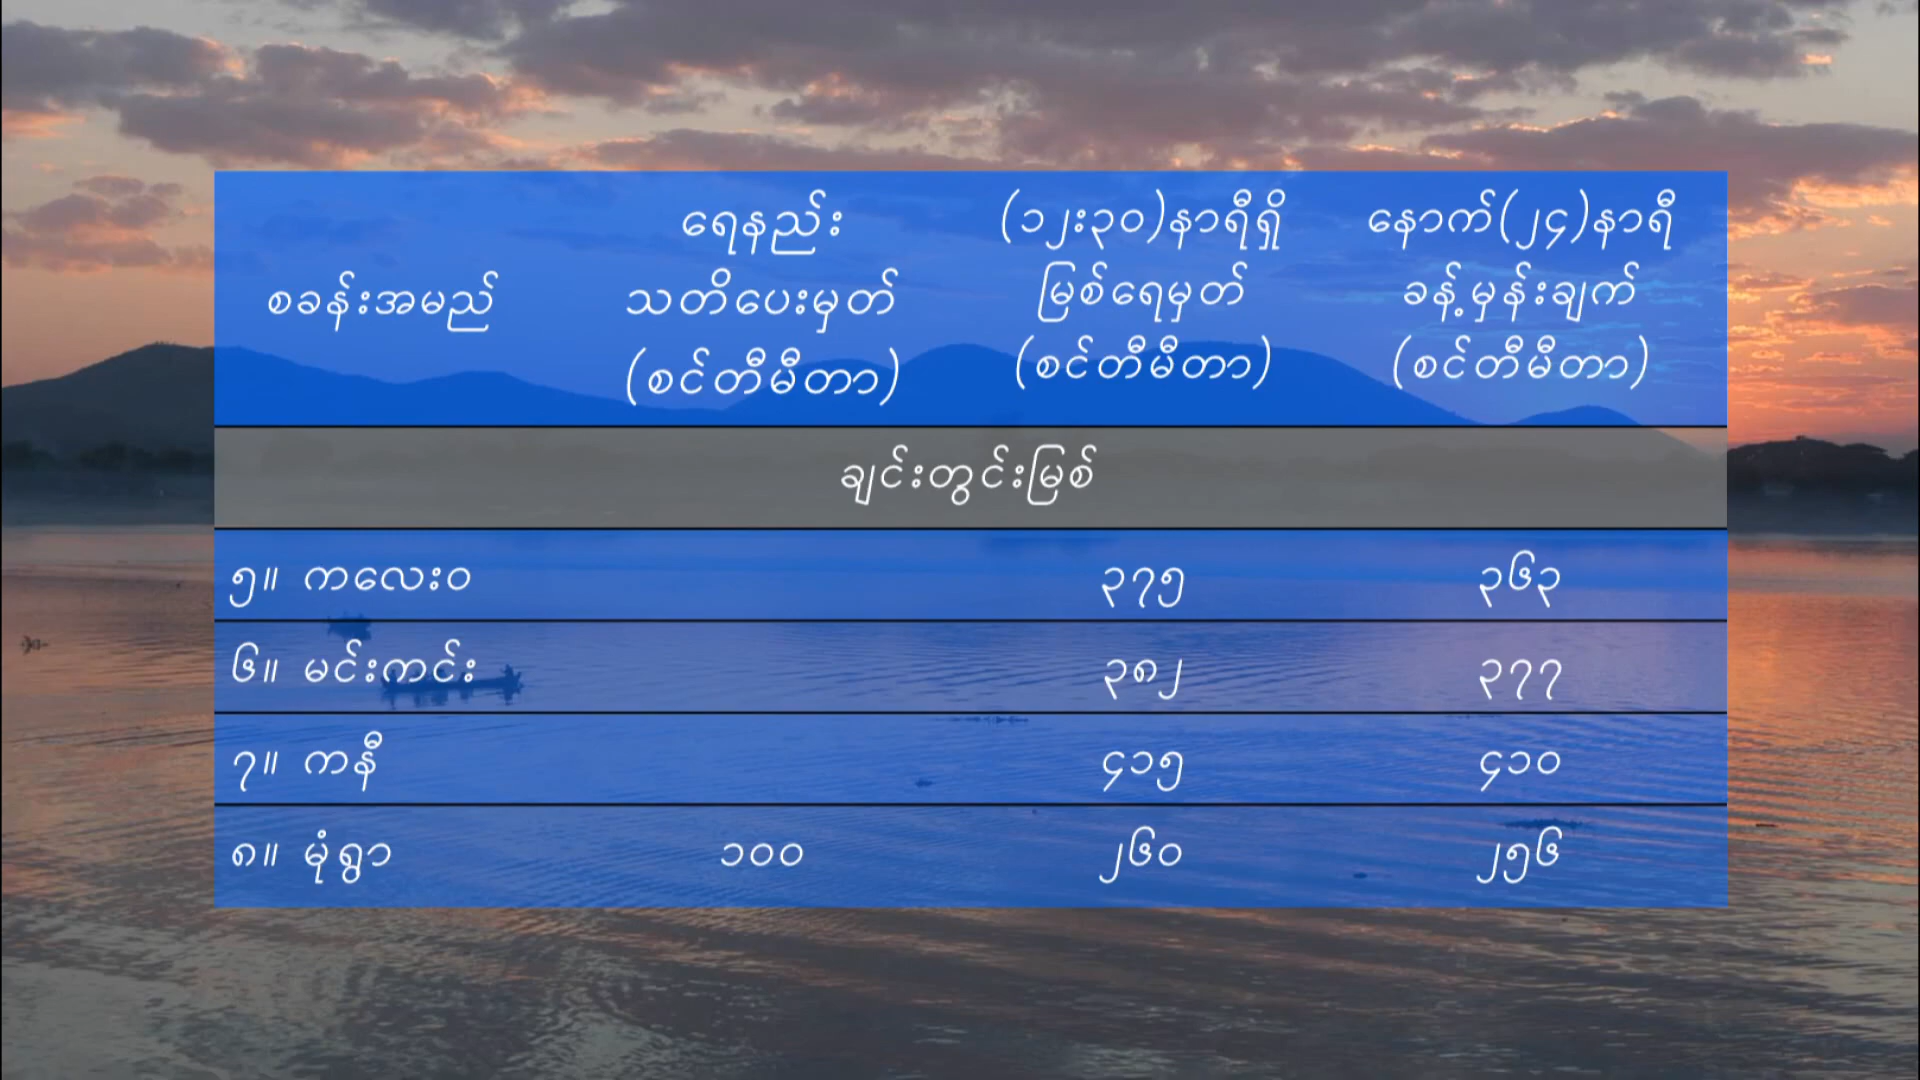 စခန်းအမည်
ရေနည်း
သတိပေးမှတ်
(စင်တီမီတာ)
(၁၂း၃၀)နာရီရှိ
မြစ်ရေမှတ်
(စင်တီမီတာ)
နောက်(၂၄)နာရီ
ခန့်မှန်းချက်
(စင်တီမီတာ)
ချင်းတွင်းမြစ်
၅။ ကလေးဝ ၃၇၅ ၃၆၃
၆။ မင်းကင်း ၃၈၂ ၃၇၇
၇။ ကနီ ၄၁၅ ၄၁၀
၈။ မုံရွာ ၁၀၀ ၂၆၀ ၂၅၆